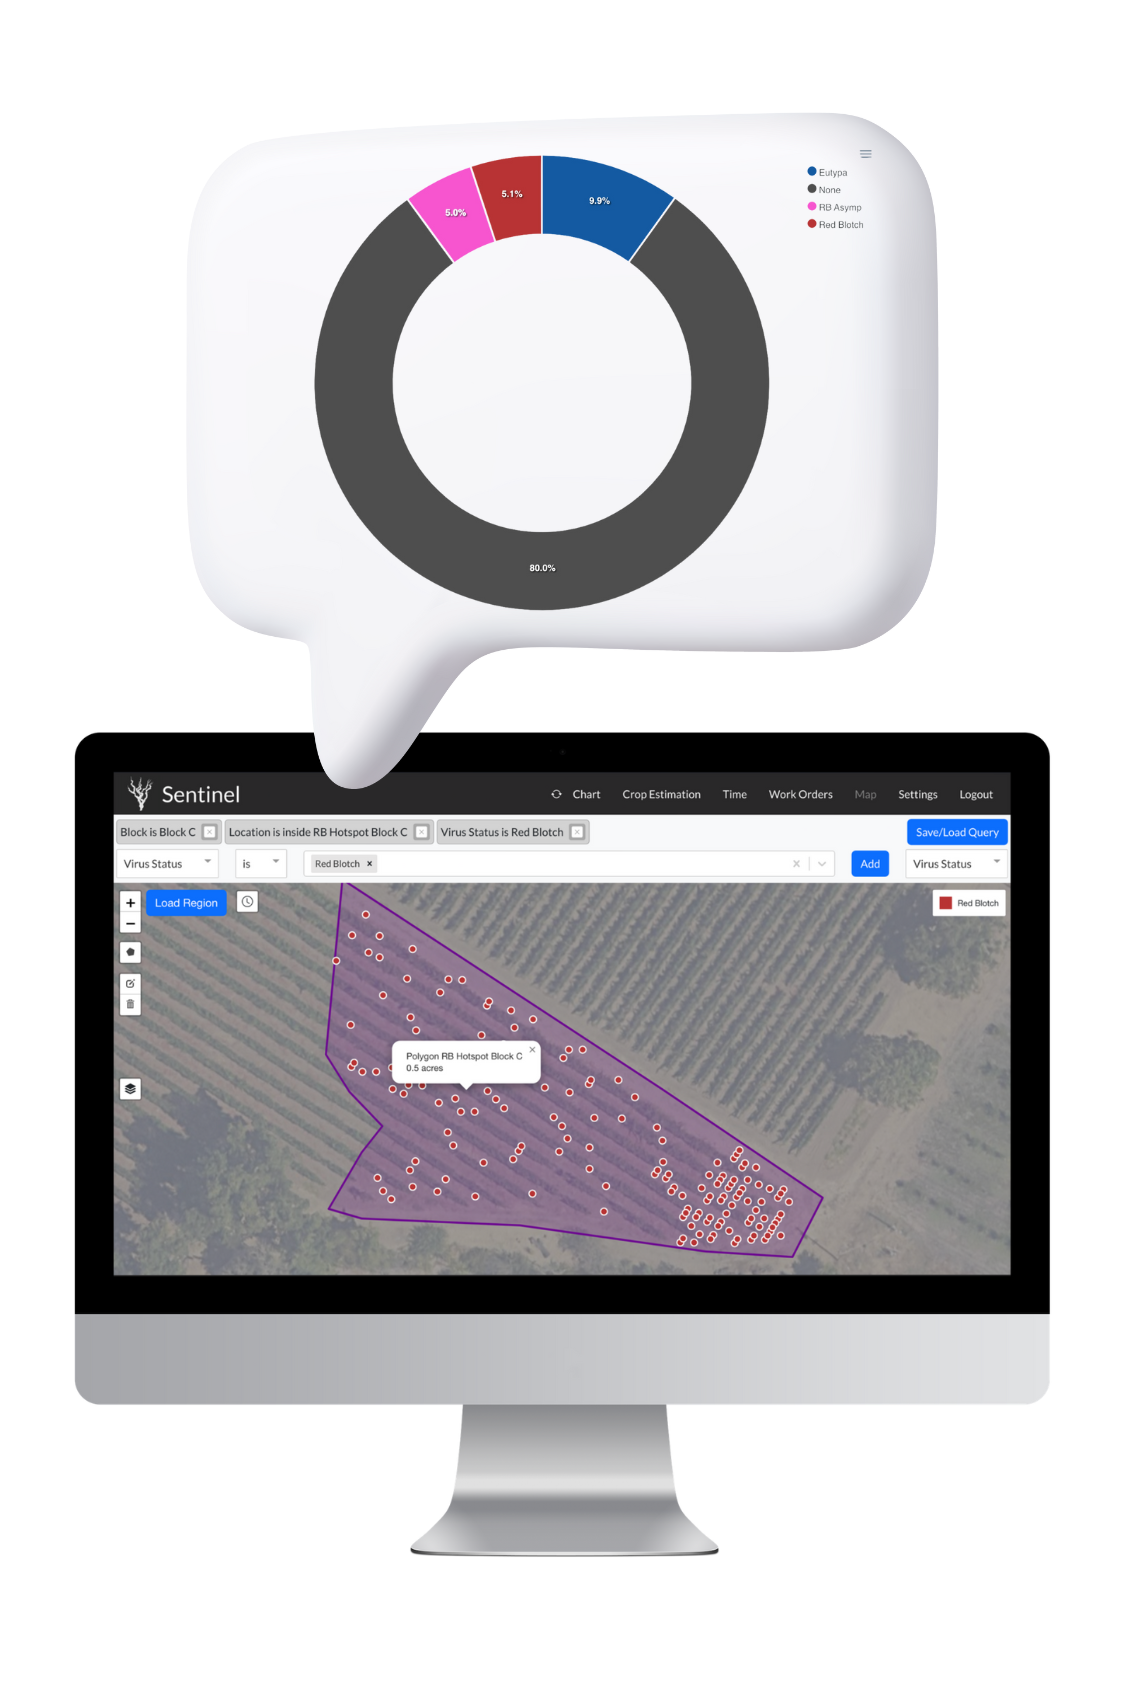 Eutypa
None
RB Asymp
Red Blotch
5.1%
9.9%
5.0%
80.0%
Sentinel
Chart Crop Estimation Time Work Orders Map Settings Logout
Block is Block C Location is inside RB Hotspot Block C Virus Status is Red Blotch Save/Load Query
Virus Status is Red Blotch Add Virus Status
Load Region
Red Blotch
Polygon RB Hotspot Block C
0.5 acres